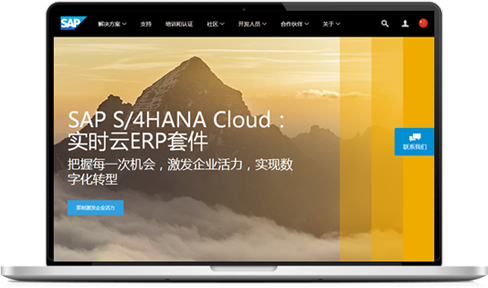 SAP 解决方案 支持 培训和认证 社区 开发人员 合作伙伴 关于
SAP S/4HANA Cloud：
实时云ERP套件
把握每一次机会，激发企业活力，实现数
字化转型
联系我们
即刻激发企业活力